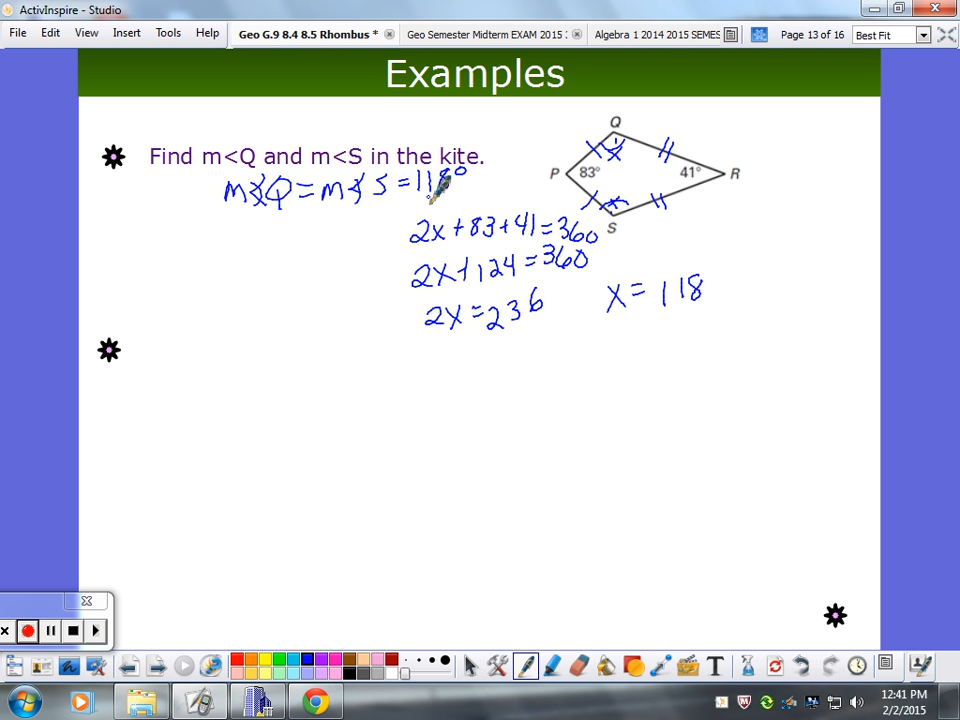 ActivInspire - Studio
File Edit View Insert Tools Help
Geo G.9 8.4 8.5 Rhombus *
Geo Semester Midterm EXAM 2015
Algebra 1 2014 2015 SEMES
Page 13 of 16
Best Fit
Examples
Find m<Q and m<S in the kite.
m∠Q = m∠S = 118°
Q
P 83° 41° R
S
2x + 83 + 41 = 360
2x + 124 = 360
2x = 236
x = 118
T
12:41 PM
2/2/2015